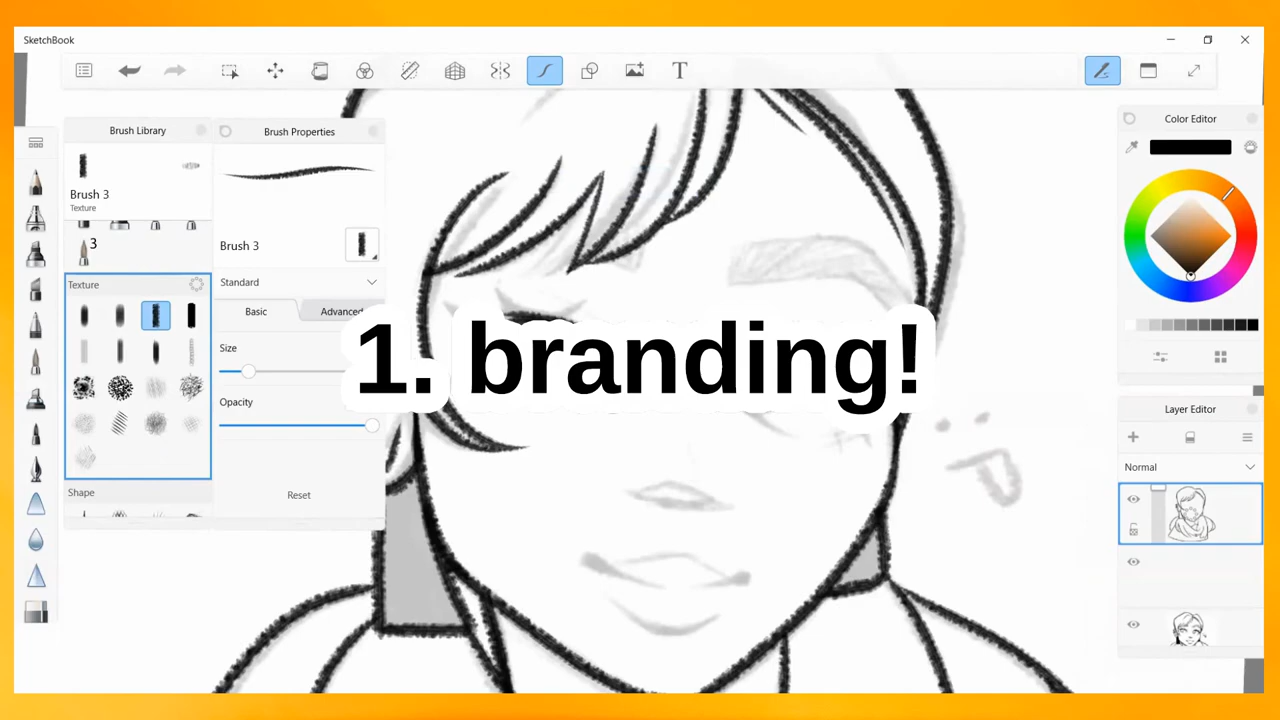 SketchBook
T
Brush Library
Brush Properties
Color Editor
Brush 3
Texture
3
Brush 3
Texture
Standard
Basic
Advanced
Size
1. branding!
Opacity
Layer Editor
Normal
Reset
Shape